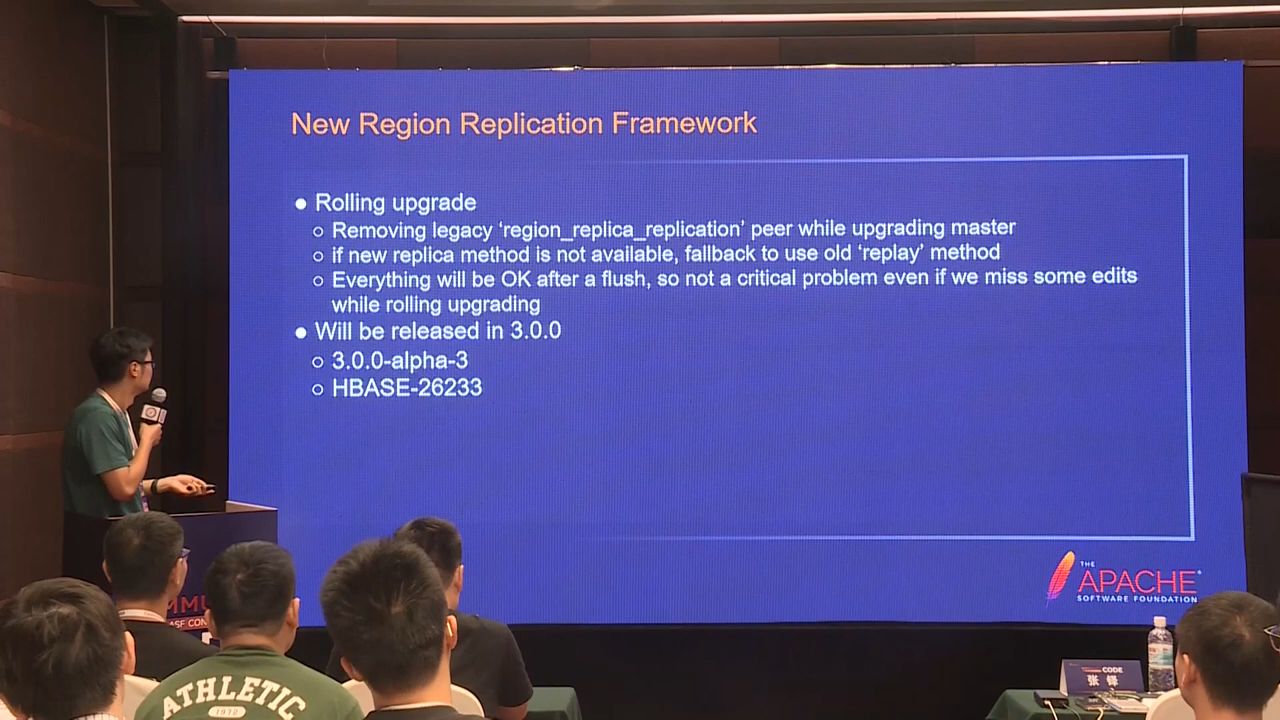 New Region Replication Framework
● Rolling upgrade
○ Removing legacy ‘region_replica_replication’ peer while upgrading master
○ if new replica method is not available, fallback to use old ‘replay’ method
○ Everything will be OK after a flush, so not a critical problem even if we miss some edits
while rolling upgrading
● Will be released in 3.0.0
○ 3.0.0-alpha-3
○ HBASE-26233
THE
APACHE
SOFTWARE FOUNDATION
ATHLETIC
1972
CODE
张 铎